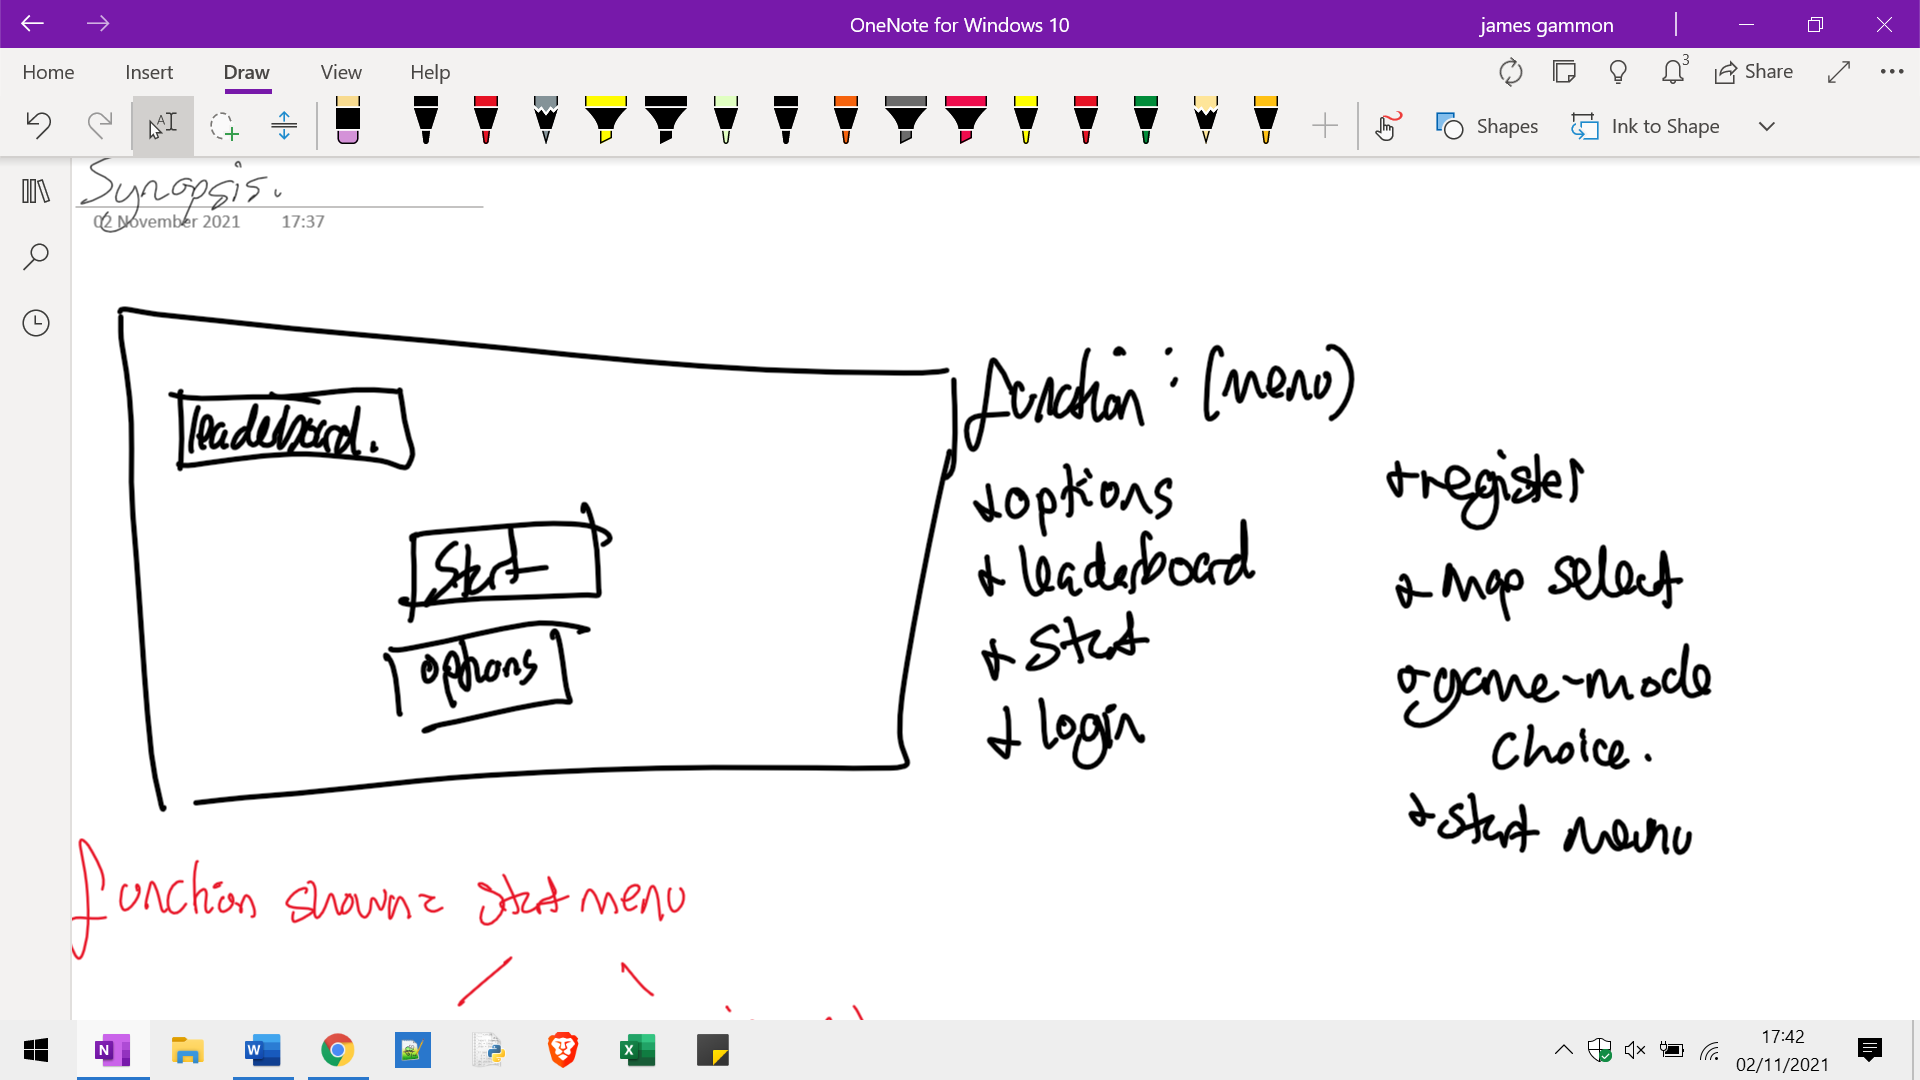 OneNote for Windows 10
james gammon
Home Insert Draw View Help
3
Share
Shapes
Ink to Shape
Synopsis.
02 November 2021 17:37
leadeboard.
Start
options
function : (menu)
+options
+ leaderboard
+ Start
+ login
+register
+ map select
+game-mode
choice.
+start menu
function shown= start menu
17:42
02/11/2021